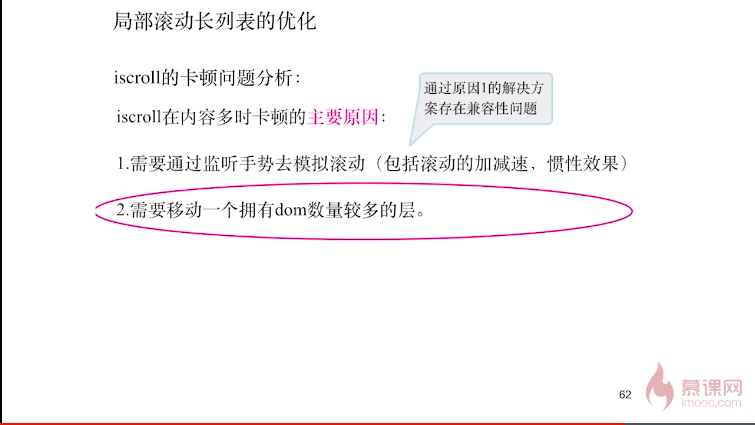 局部滚动长列表的优化
iscroll的卡顿问题分析：
通过原因1的解决方
案存在兼容性问题
iscroll在内容多时卡顿的主要原因：
1.需要通过监听手势去模拟滚动（包括滚动的加减速，惯性效果）
2.需要移动一个拥有dom数量较多的层。
62
慕课网
imooc.com